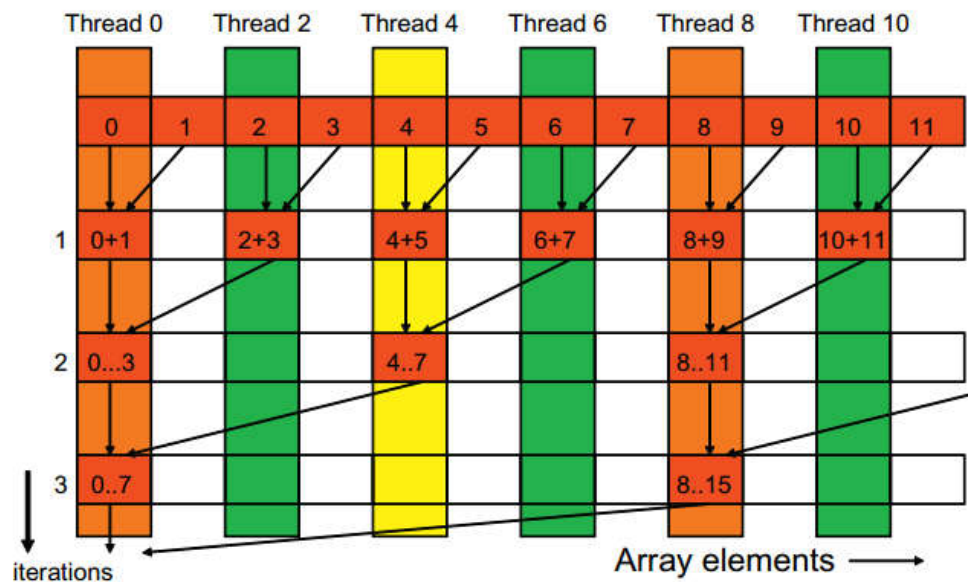 Thread 0 Thread 2 Thread 4 Thread 6 Thread 8 Thread 10
0 1 2 3 4 5 6 7 8 9 10 11
1 0+1 2+3 4+5 6+7 8+9 10+11
2 0...3 4..7 8..11
3 0..7 8..15
iterations
Array elements